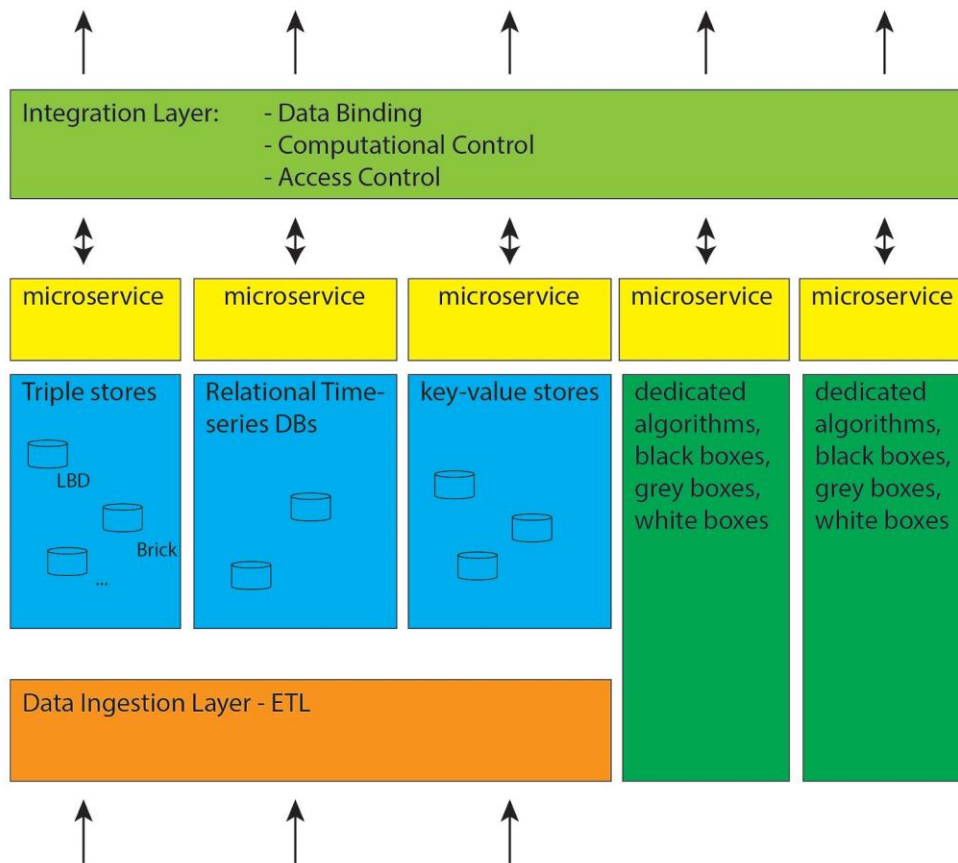 Integration Layer: - Data Binding
- Computational Control
- Access Control
microservice
microservice
microservice
microservice
microservice
Triple stores
LBD
Brick
...
Relational Time-
series DBs
key-value stores
dedicated
algorithms,
black boxes,
grey boxes,
white boxes
dedicated
algorithms,
black boxes,
grey boxes,
white boxes
Data Ingestion Layer - ETL